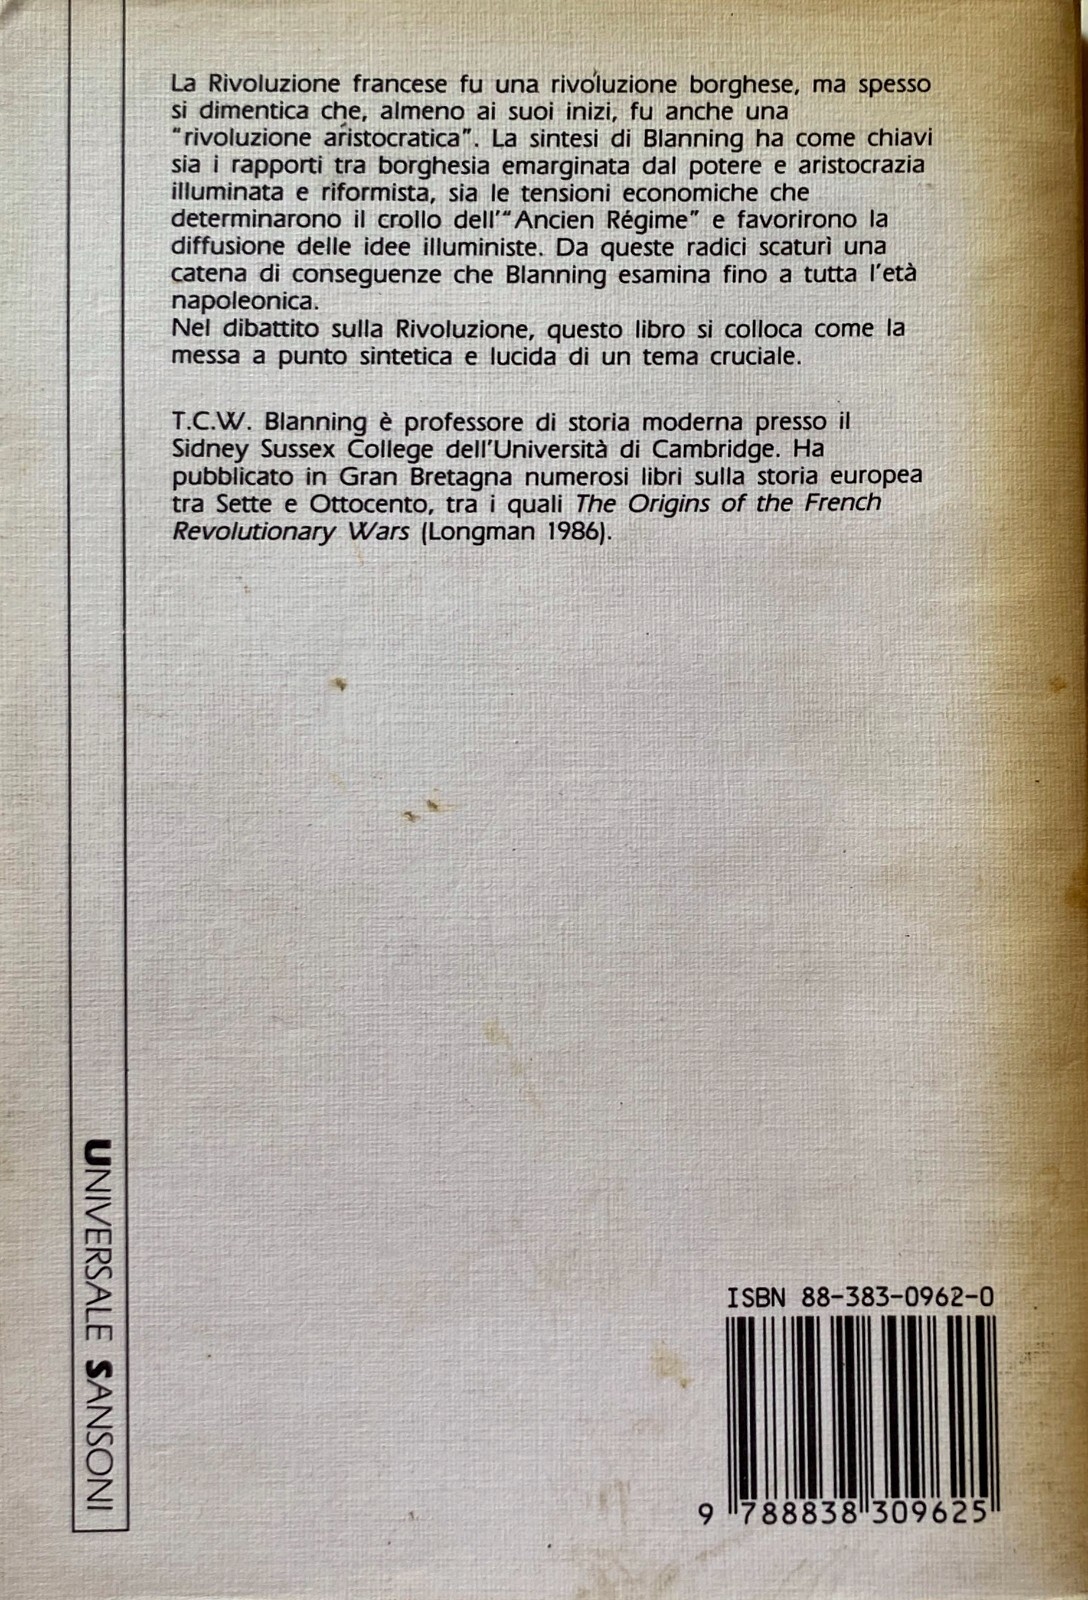 La Rivoluzione francese fu una rivoluzione borghese, ma spesso
si dimentica che, almeno ai suoi inizi, fu anche una
“rivoluzione aristocratica”. La sintesi di Blanning ha come chiavi
sia i rapporti tra borghesia emarginata dal potere e aristocrazia
illuminata e riformista, sia le tensioni economiche che
determinarono il crollo dell'“Ancien Régime” e favorirono la
diffusione delle idee illuministe. Da queste radici scaturì una
catena di conseguenze che Blanning esamina fino a tutta l'età
napoleonica.
Nel dibattito sulla Rivoluzione, questo libro si colloca come la
messa a punto sintetica e lucida di un tema cruciale.
T.C.W. Blanning è professore di storia moderna presso il
Sidney Sussex College dell'Università di Cambridge. Ha
pubblicato in Gran Bretagna numerosi libri sulla storia europea
tra Sette e Ottocento, tra i quali The Origins of the French
Revolutionary Wars (Longman 1986).
UNIVERSALE SANSONI
ISBN 88-383-0962-0
9 788838 309625